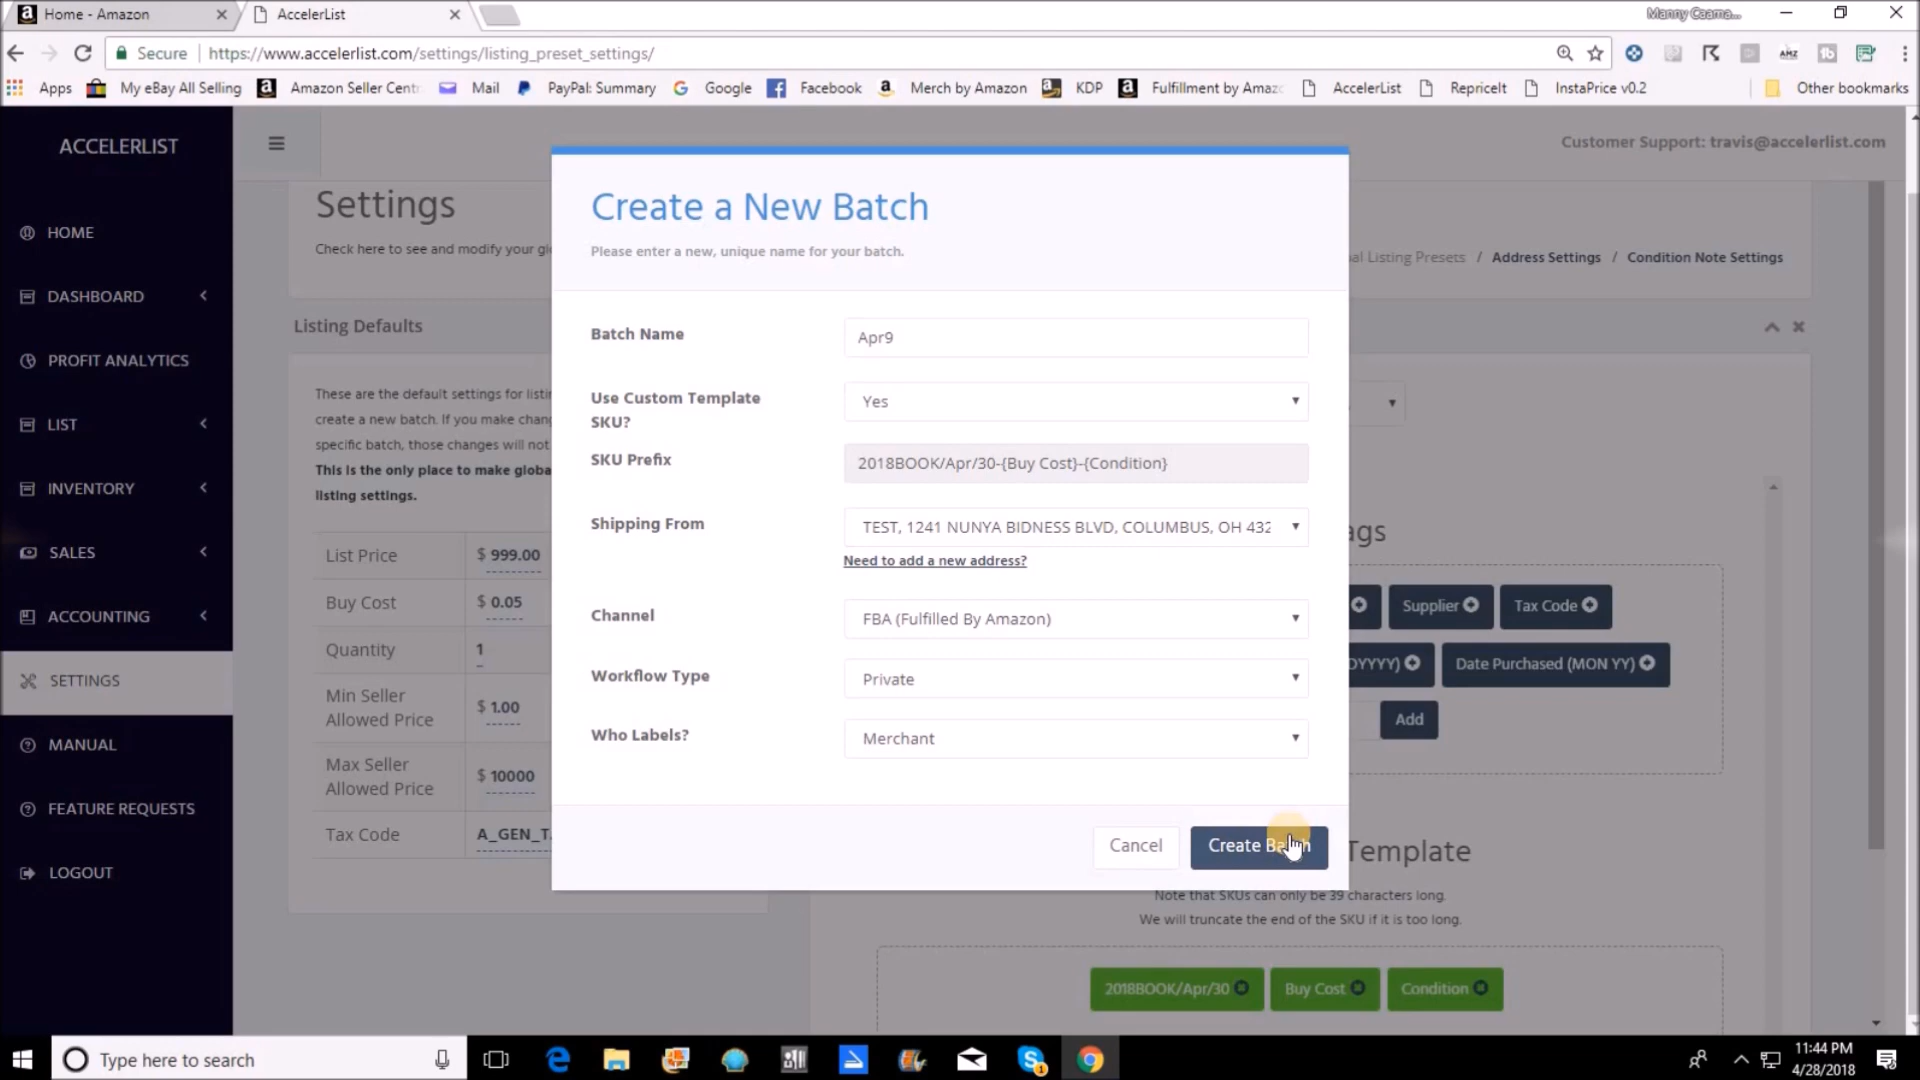 Home - Amazon
AccelerList
Manny Caama...
Secure
https://www.accelerlist.com/settings/listing_preset_settings/
Apps
My eBay All Selling
Amazon Seller Cent
Mail
PayPal: Summary
Google
Facebook
Merch by Amazon
KDP
Fulfillment by Amaz
AccelerList
RepriceIt
InstaPrice v0.2
Other bookmarks
ACCELERLIST
Customer Support: travis@accelerlist.com
HOME
DASHBOARD
PROFIT ANALYTICS
LIST
INVENTORY
SALES
ACCOUNTING
SETTINGS
MANUAL
FEATURE REQUESTS
LOGOUT
Settings
Check here to see and modify your glo
al Listing Presets / Address Settings / Condition Note Settings
Listing Defaults
These are the default settings for listi
create a new batch. If you make chang
specific batch, those changes will not
This is the only place to make globa
listing settings.
List Price $ 999.00
Buy Cost $ 0.05
Quantity 1
Min Seller
Allowed Price $ 1.00
Max Seller
Allowed Price $ 10000
Tax Code A_GEN_T
Create a New Batch
Please enter a new, unique name for your batch.
Batch Name Apr9
Use Custom Template
SKU? Yes
SKU Prefix 2018BOOK/Apr/30-{Buy Cost}-{Condition}
Shipping From TEST, 1241 NUNYA BIDNESS BLVD, COLUMBUS, OH 432
Need to add a new address?
Channel FBA (Fulfilled By Amazon)
Workflow Type Private
Who Labels? Merchant
Cancel Create Batch
ags
Supplier Tax Code
DYYYY) Date Purchased (MON YY)
Add
Template
Note that SKUs can only be 39 characters long.
We will truncate the end of the SKU if it is too long.
2018BOOK/Apr/30 Buy Cost Condition
Type here to search
1
11:44 PM
4/28/2018